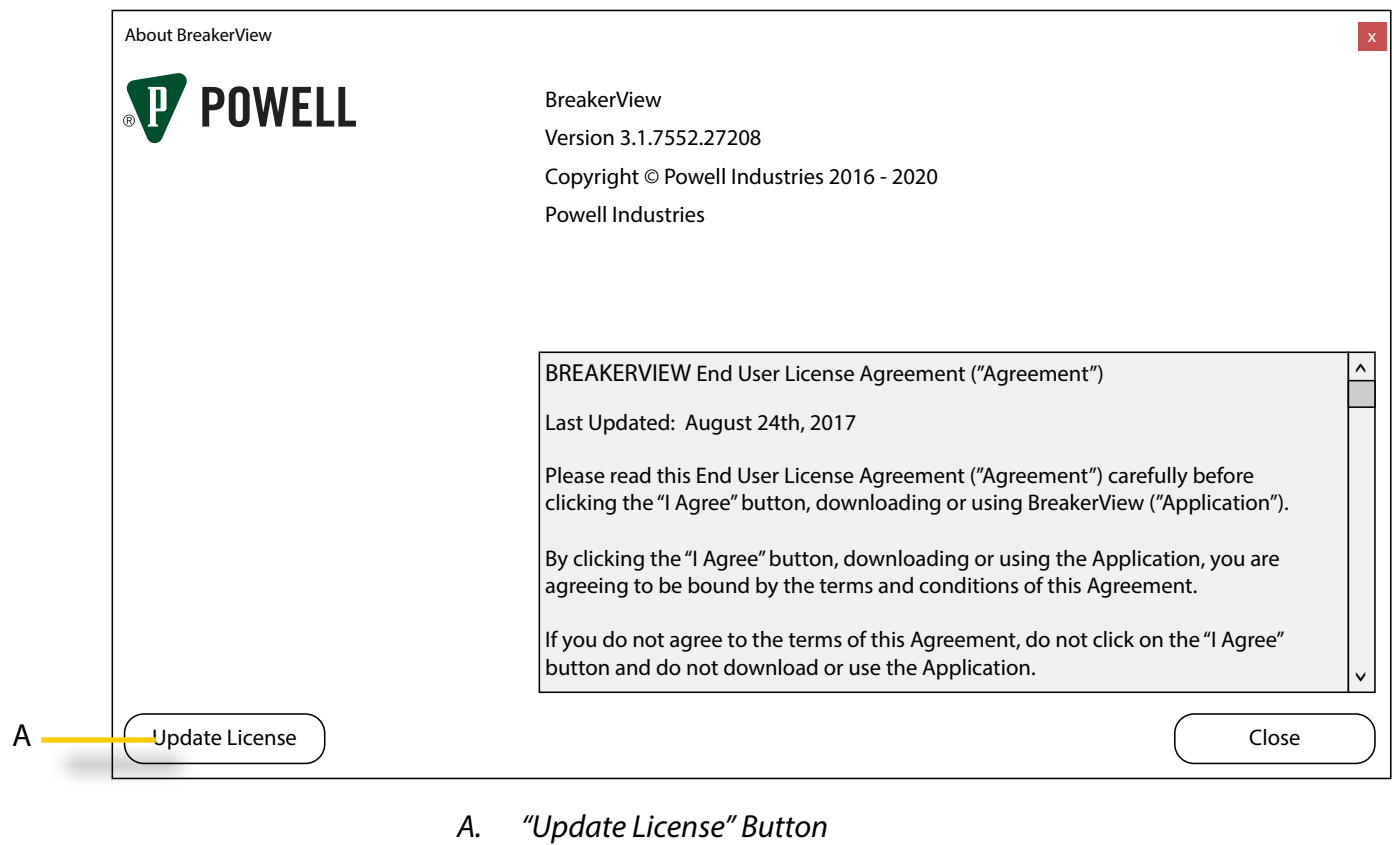 About BreakerView
x
P
®
POWELL
BreakerView
Version 3.1.7552.27208
Copyright © Powell Industries 2016 - 2020
Powell Industries
BREAKERVIEW End User License Agreement (”Agreement”)
Last Updated:  August 24th, 2017
Please read this End User License Agreement (”Agreement”) carefully before
clicking the “I Agree” button, downloading or using BreakerView (”Application”).
By clicking the “I Agree” button, downloading or using the Application, you are
agreeing to be bound by the terms and conditions of this Agreement.
If you do not agree to the terms of this Agreement, do not click on the “I Agree”
button and do not download or use the Application.
A
Update License
Close
A. “Update License” Button